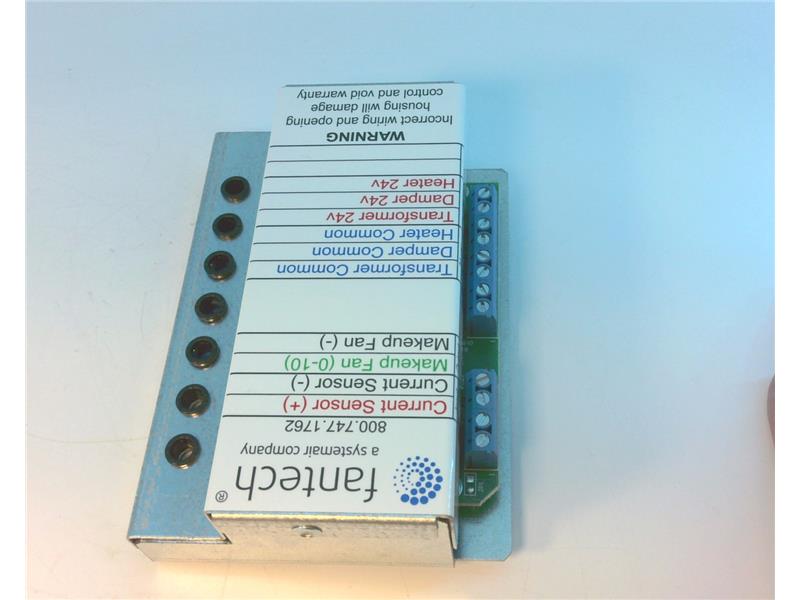 fantech®
a systemair company
800.747.1762
Current Sensor (+)
Current Sensor (-)
Makeup Fan (0-10)
Makeup Fan (-)
Transformer Common
Damper Common
Heater Common
Transformer 24v
Damper 24v
Heater 24v
WARNING
Incorrect wiring and opening
housing will damage
control and void warranty